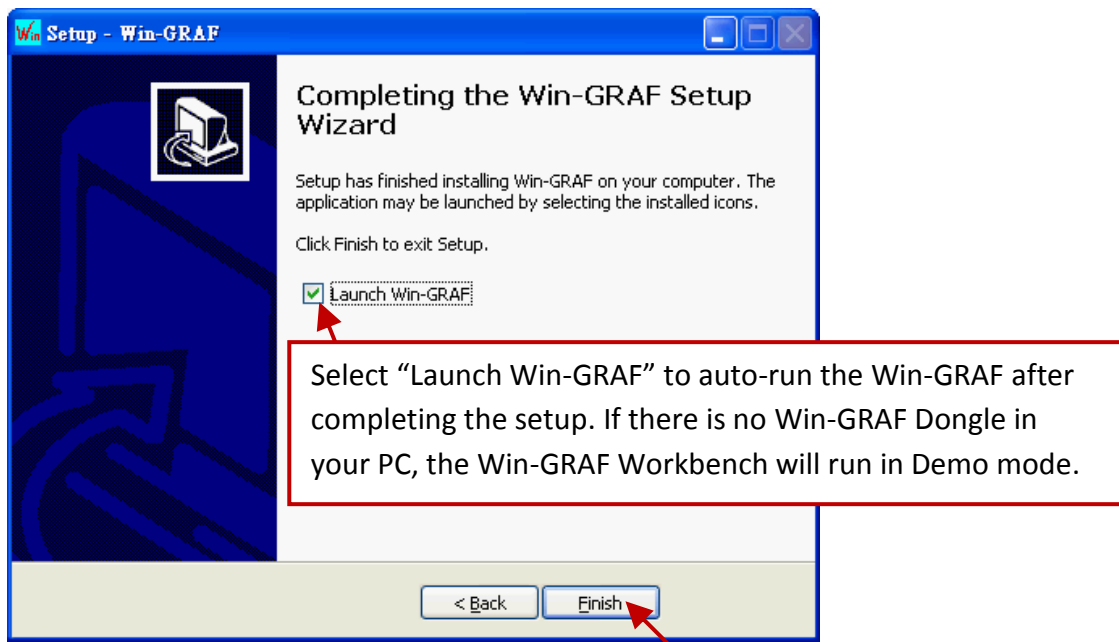 Win Setup - Win-GRAF
Completing the Win-GRAF Setup
Wizard
Setup has finished installing Win-GRAF on your computer. The
application may be launched by selecting the installed icons.
Click Finish to exit Setup.
Launch Win-GRAF
Select “Launch Win-GRAF” to auto-run the Win-GRAF after
completing the setup. If there is no Win-GRAF Dongle in
your PC, the Win-GRAF Workbench will run in Demo mode.
< Back Finish